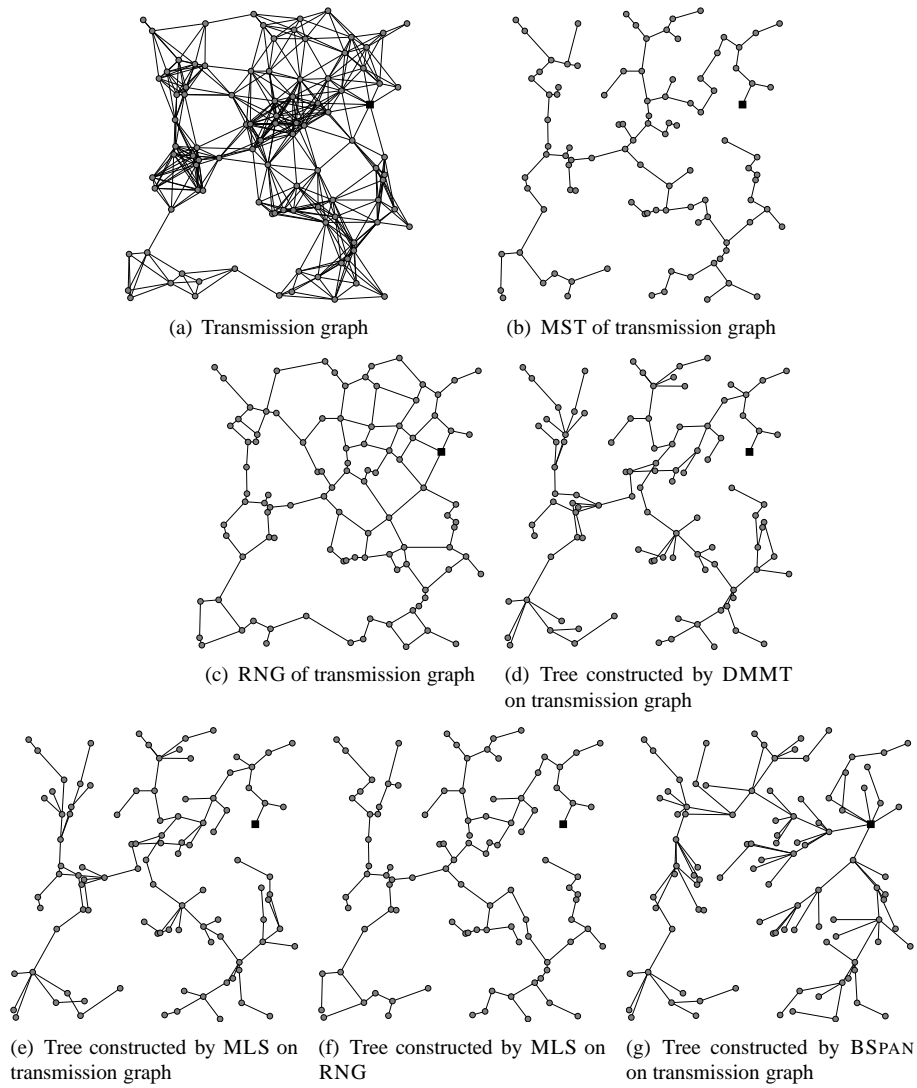 (a) Transmission graph
(b) MST of transmission graph
(c) RNG of transmission graph
(d) Tree constructed by DMMT
on transmission graph
(e) Tree constructed by MLS on
transmission graph
(f) Tree constructed by MLS on
RNG
(g) Tree constructed by BSPAN
on transmission graph